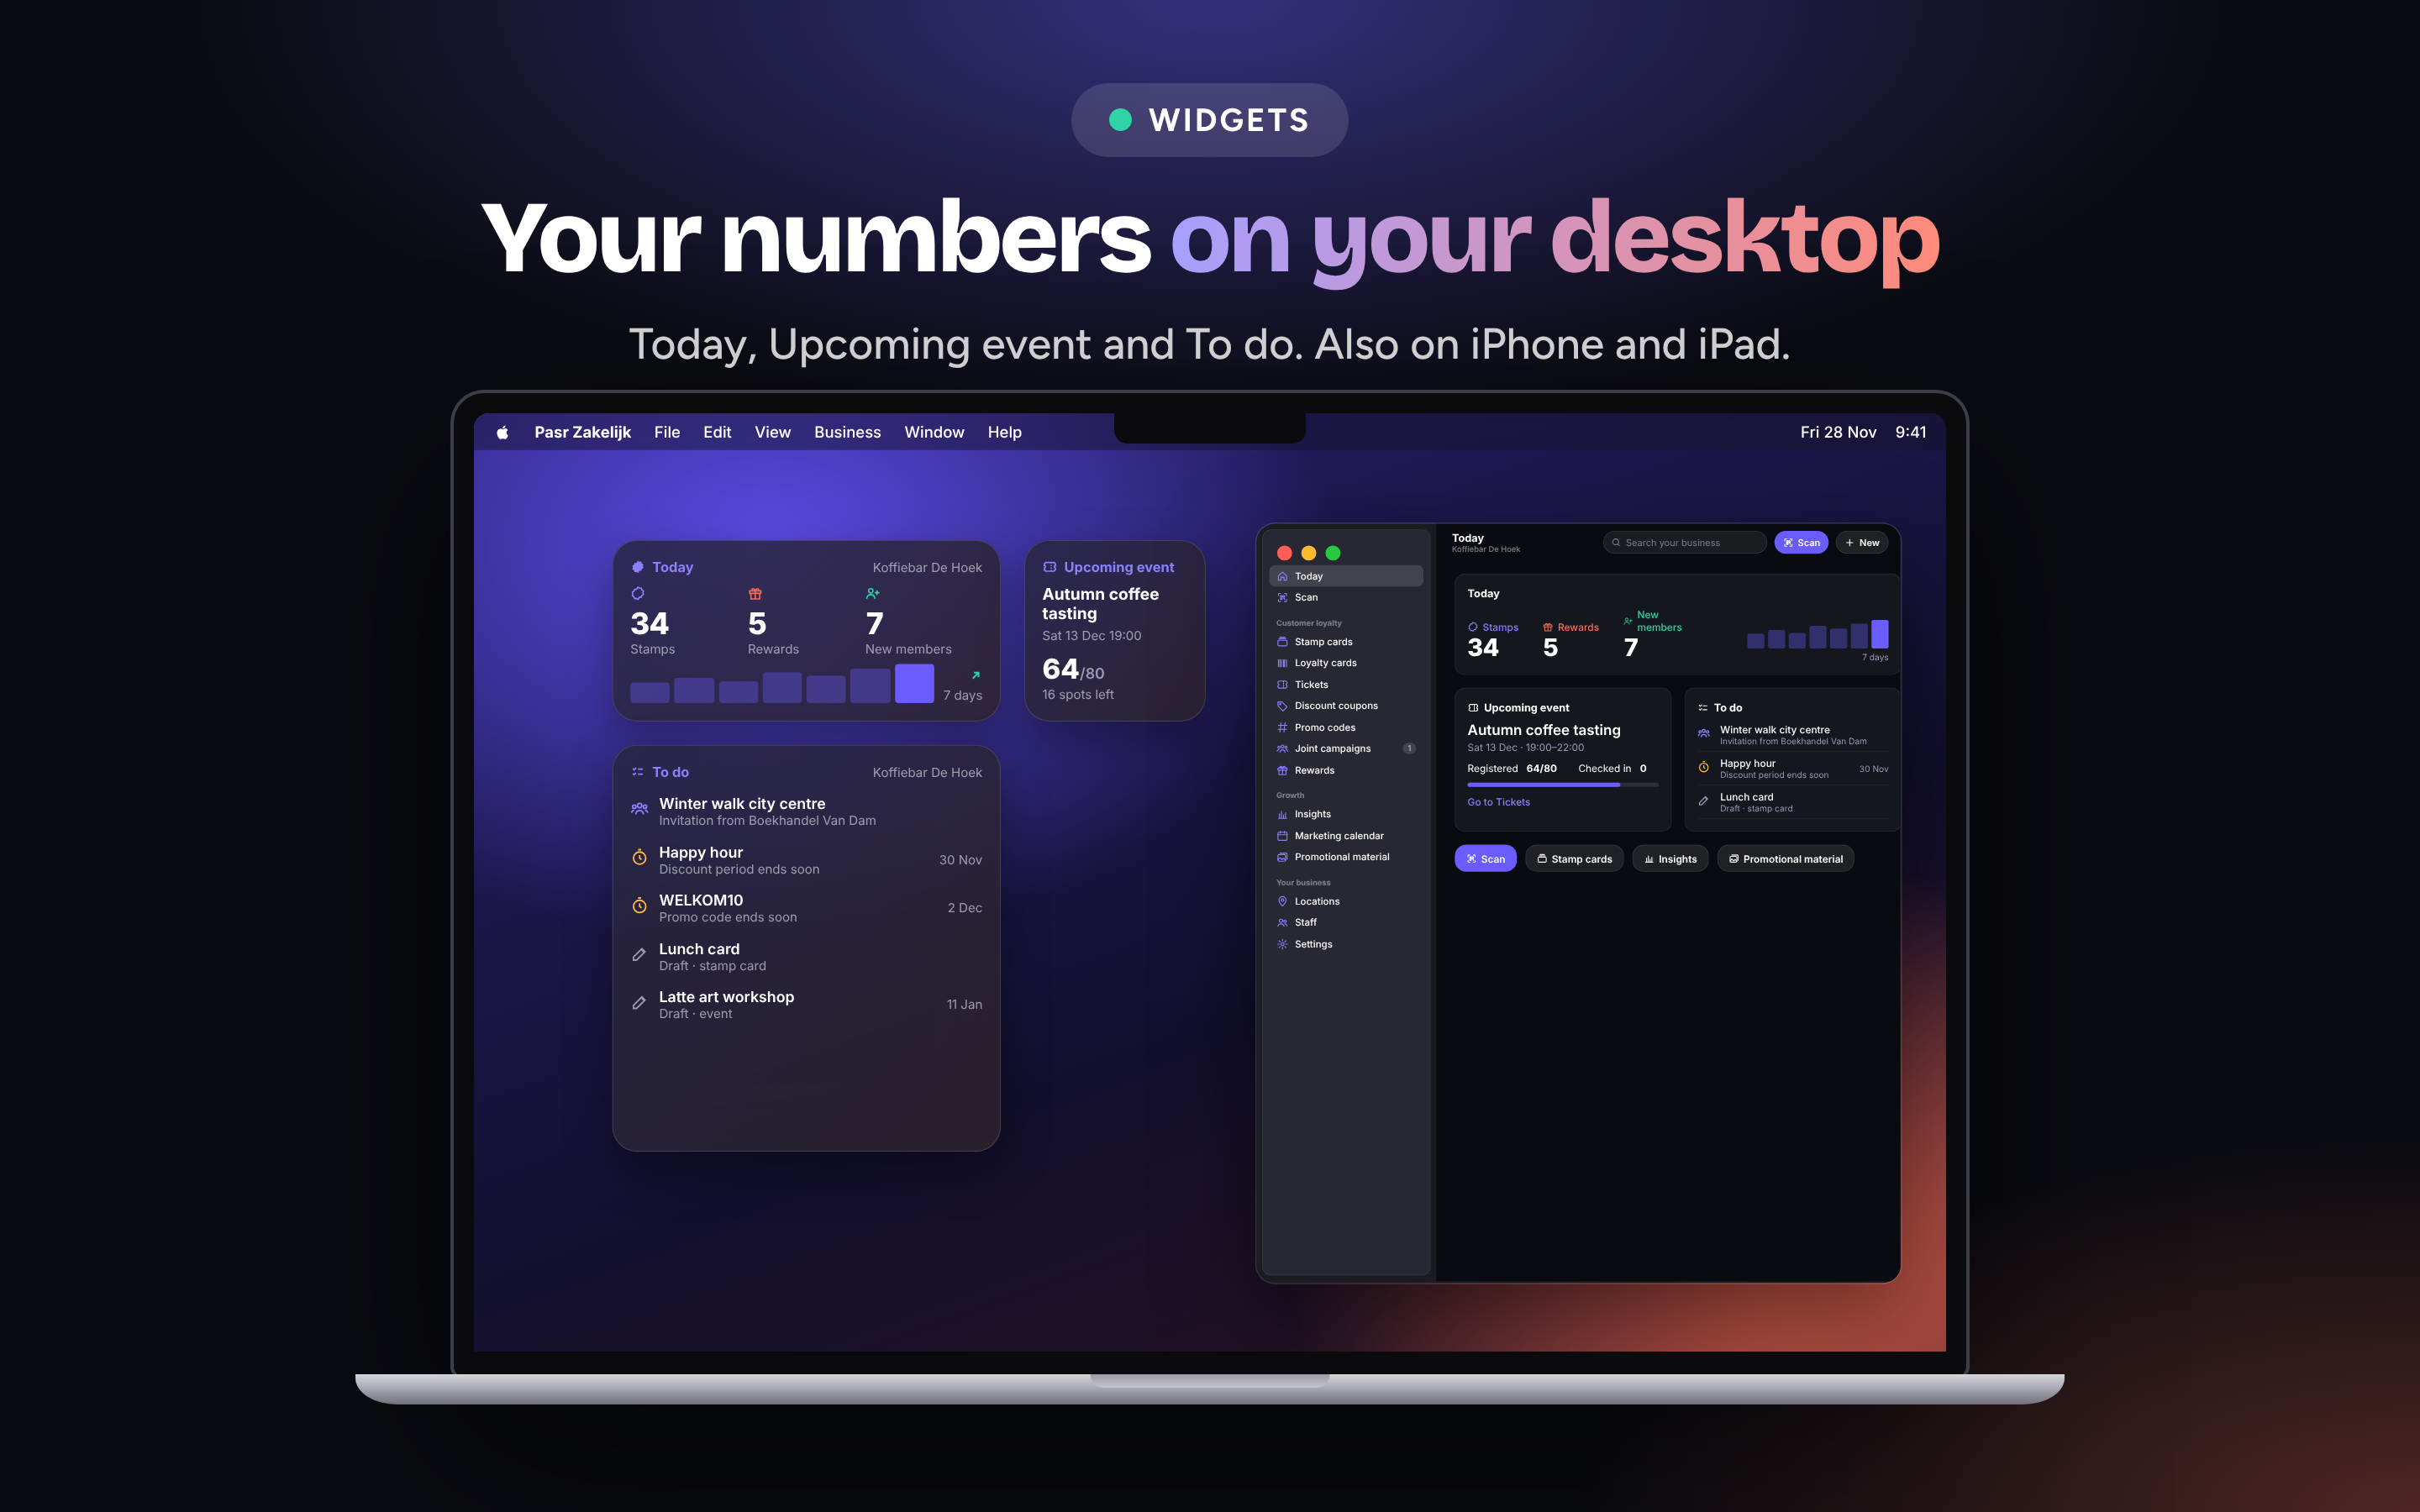 WIDGETS
Your numbers on your desktop
Today, Upcoming event and To do. Also on iPhone and iPad.
Pasr Zakelijk File Edit View Business Window Help
Fri 28 Nov 9:41
Today Koffiebar De Hoek
34 5 7
Stamps Rewards New members
7 days
Upcoming event
Autumn coffee
tasting
Sat 13 Dec 19:00
64/80
16 spots left
To do Koffiebar De Hoek
Winter walk city centre
Invitation from Boekhandel Van Dam
Happy hour
Discount period ends soon
30 Nov
WELKOM10
Promo code ends soon
2 Dec
Lunch card
Draft · stamp card
Latte art workshop
Draft · event
11 Jan
Today
Scan
Customer loyalty
Stamp cards
Loyalty cards
Tickets
Discount coupons
Promo codes
Joint campaigns 1
Rewards
Growth
Insights
Marketing calendar
Promotional material
Your business
Locations
Staff
Settings
Today
Koffiebar De Hoek
Search your business
Scan
New
Today
Stamps Rewards New
members
34 5 7
7 days
Upcoming event
Autumn coffee tasting
Sat 13 Dec · 19:00–22:00
Registered 64/80 Checked in 0
Go to Tickets
To do
Winter walk city centre
Invitation from Boekhandel Van Dam
Happy hour
Discount period ends soon
30 Nov
Lunch card
Draft · stamp card
Scan Stamp cards Insights Promotional material